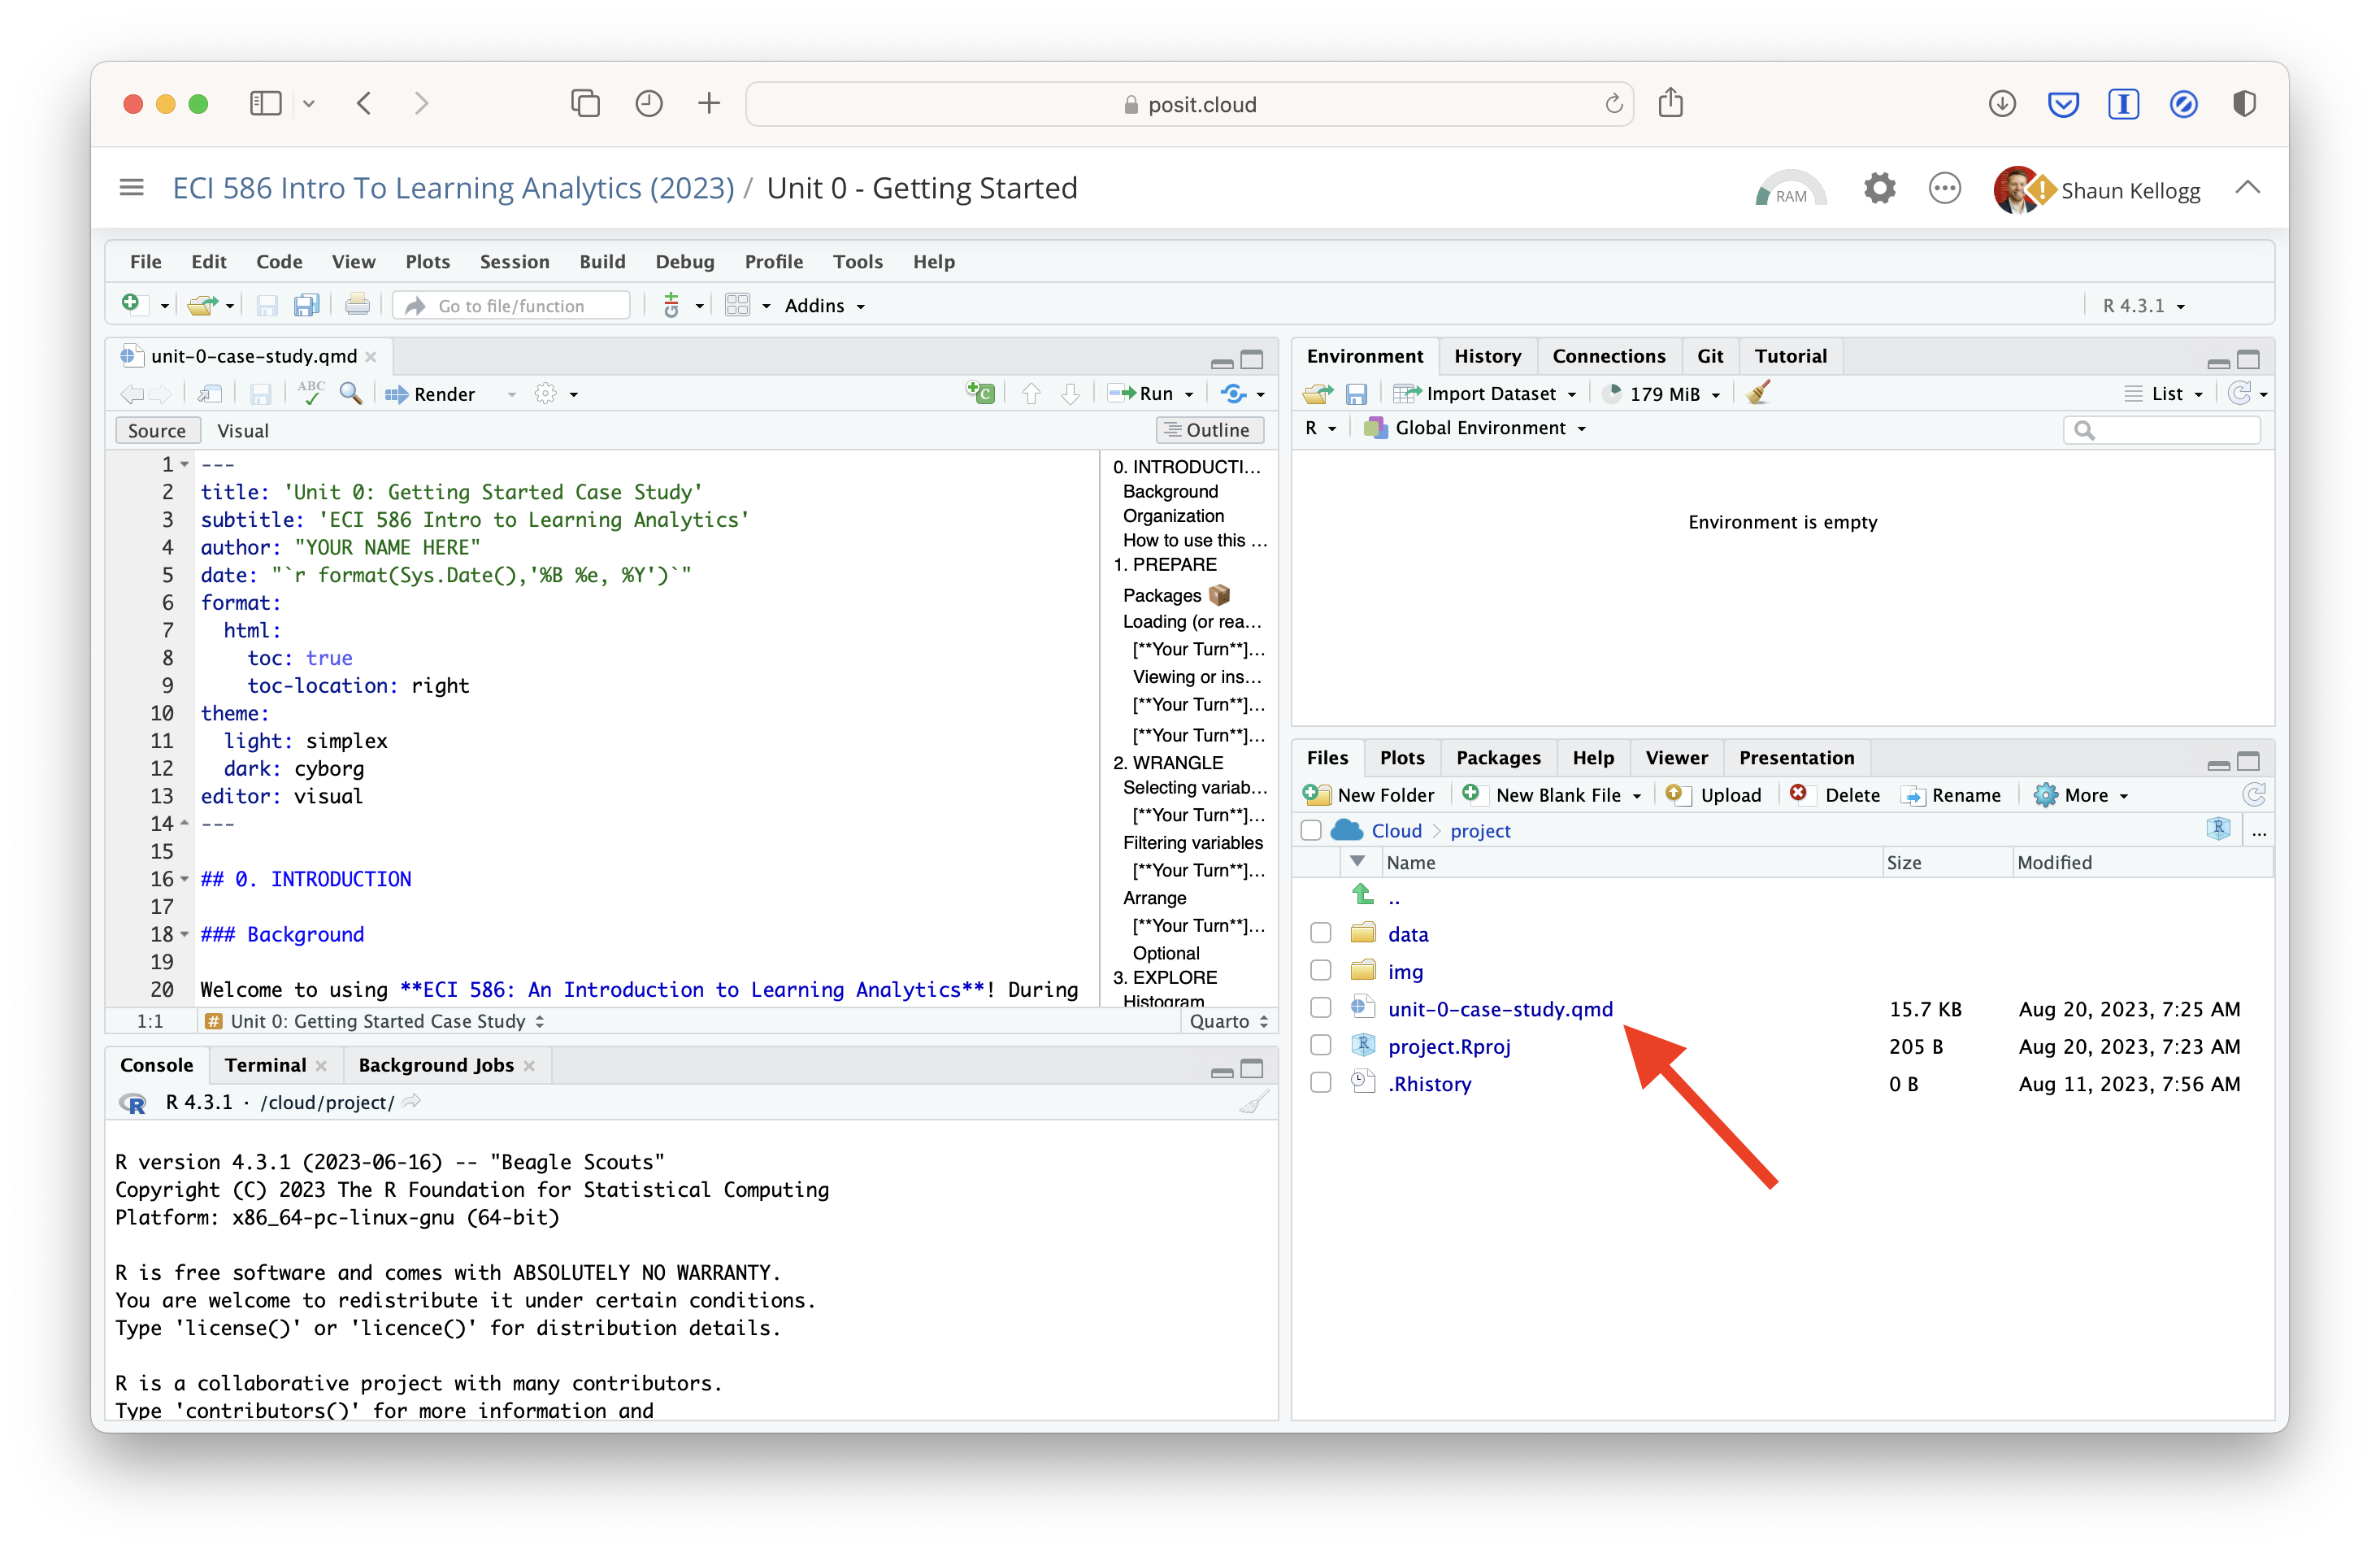 posit.cloud
ECI 586 Intro To Learning Analytics (2023) / Unit 0 - Getting Started
RAM
Shaun Kellogg
File Edit Code View Plots Session Build Debug Profile Tools Help
Go to file/function
Addins
R 4.3.1
unit-0-case-study.qmd
ABC
Render
Run
Source Visual
Outline
1 ---
2 title: 'Unit 0: Getting Started Case Study'
3 subtitle: 'ECI 586 Intro to Learning Analytics'
4 author: "YOUR NAME HERE"
5 date: "`r format(Sys.Date(),'%B %e, %Y')`"
6 format:
7 html:
8 toc: true
9 toc-location: right
10 theme:
11 light: simplex
12 dark: cyborg
13 editor: visual
14 ---
15
16 ## 0. INTRODUCTION
17
18 ### Background
19
20 Welcome to using **ECI 586: An Introduction to Learning Analytics**! During
0. INTRODUCTI...
Background
Organization
How to use this ...
1. PREPARE
Packages 📦
Loading (or rea...
[**Your Turn**]...
Viewing or ins...
[**Your Turn**]...
[**Your Turn**]...
2. WRANGLE
Selecting variab...
[**Your Turn**]...
Filtering variables
[**Your Turn**]...
Arrange
[**Your Turn**]...
Optional
3. EXPLORE
Histogram
1:1 # Unit 0: Getting Started Case Study
Quarto
Console Terminal Background Jobs
R 4.3.1 · /cloud/project/
R version 4.3.1 (2023-06-16) -- "Beagle Scouts"
Copyright (C) 2023 The R Foundation for Statistical Computing
Platform: x86_64-pc-linux-gnu (64-bit)
R is free software and comes with ABSOLUTELY NO WARRANTY.
You are welcome to redistribute it under certain conditions.
Type 'license()' or 'licence()' for distribution details.
R is a collaborative project with many contributors.
Type 'contributors()' for more information and
Environment History Connections Git Tutorial
Import Dataset 179 MiB List
R Global Environment
Environment is empty
Files Plots Packages Help Viewer Presentation
New Folder New Blank File Upload Delete Rename More
Cloud project
R ...
Name Size Modified
..
data
img
unit-0-case-study.qmd 15.7 KB Aug 20, 2023, 7:25 AM
project.Rproj 205 B Aug 20, 2023, 7:23 AM
.Rhistory 0 B Aug 11, 2023, 7:56 AM